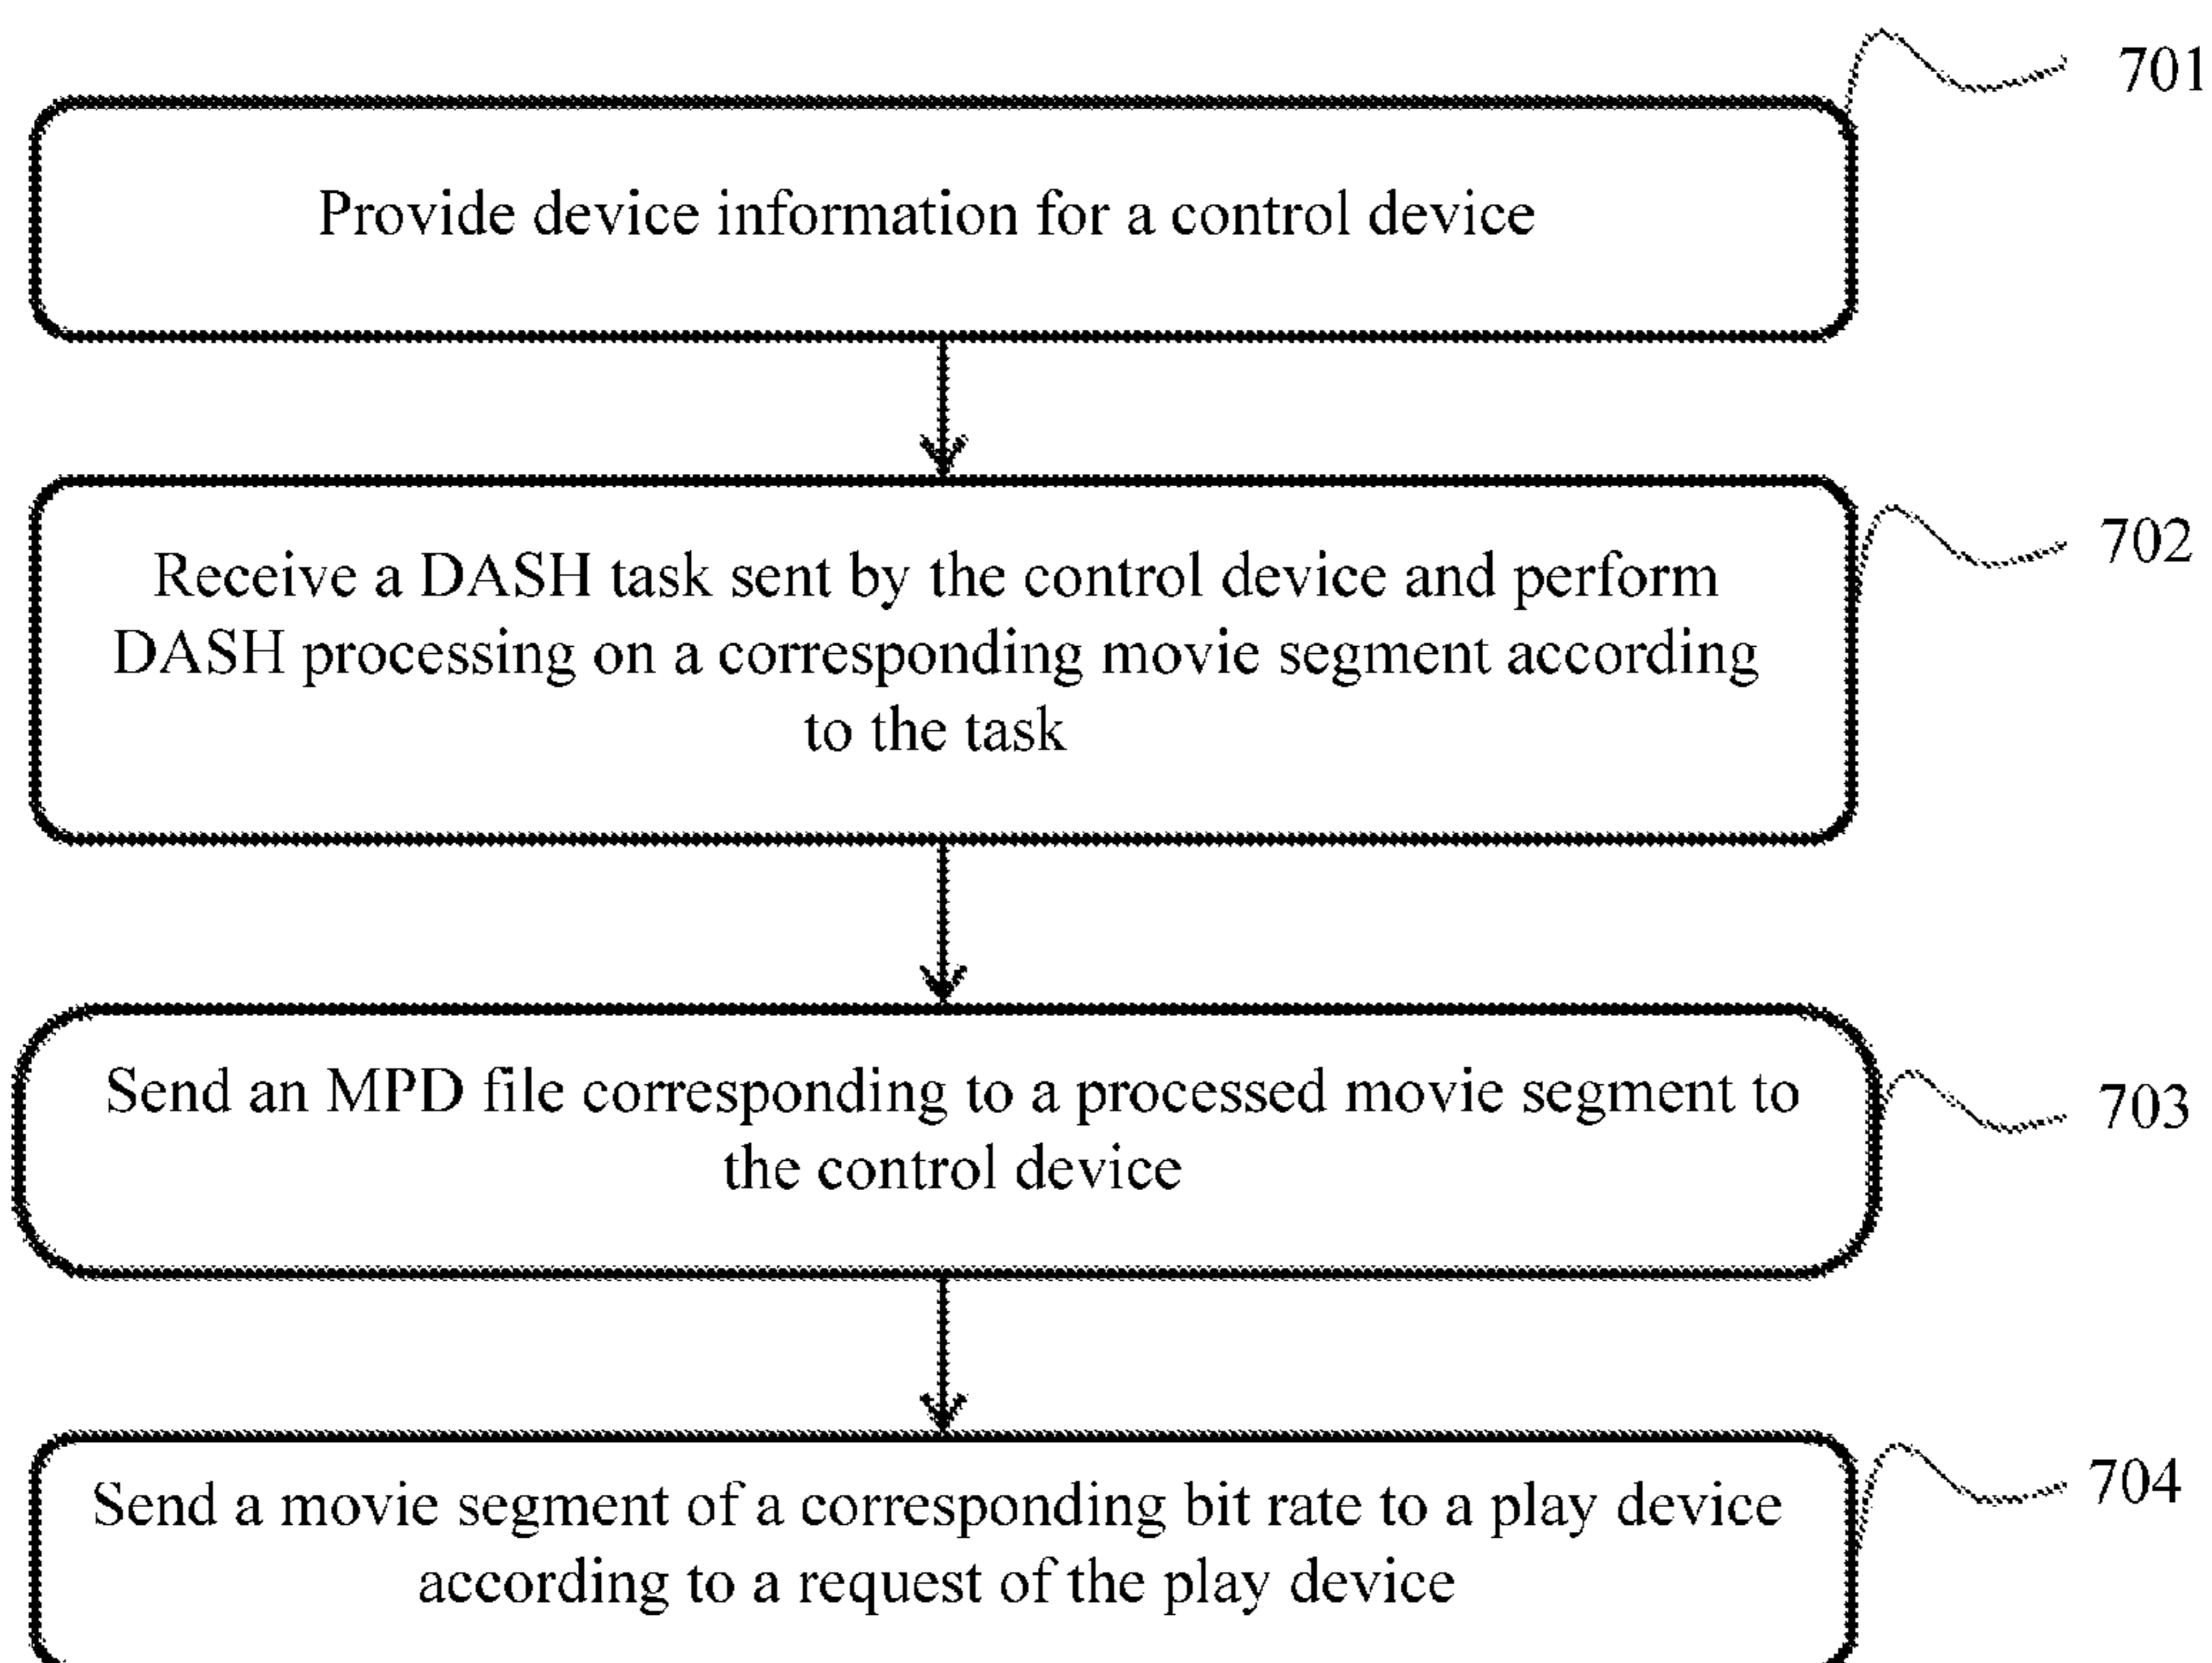 701
Provide device information for a control device
702
Receive a DASH task sent by the control device and perform
DASH processing on a corresponding movie segment according
to the task
703
Send an MPD file corresponding to a processed movie segment to
the control device
704
Send a movie segment of a corresponding bit rate to a play device
according to a request of the play device